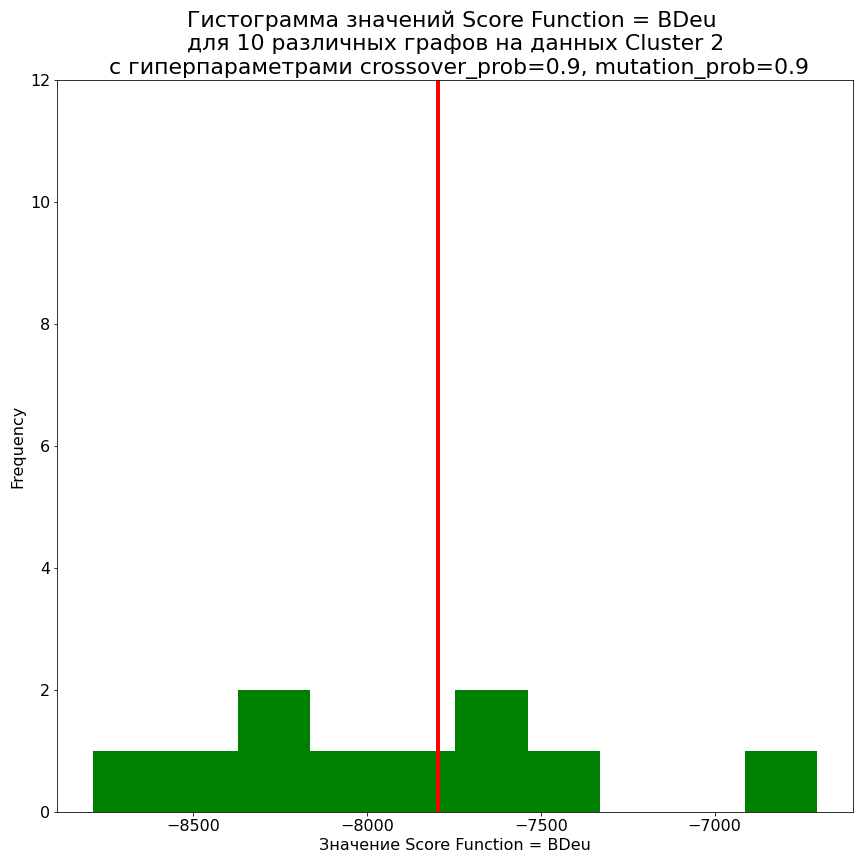 Гистограмма значений Score Function = BDeu
для 10 различных графов на данных Cluster 2
с гиперпараметрами crossover_prob=0.9, mutation_prob=0.9
12
10
8
6
4
2
0
Frequency
−8500
−8000
−7500
−7000
Значение Score Function = BDeu